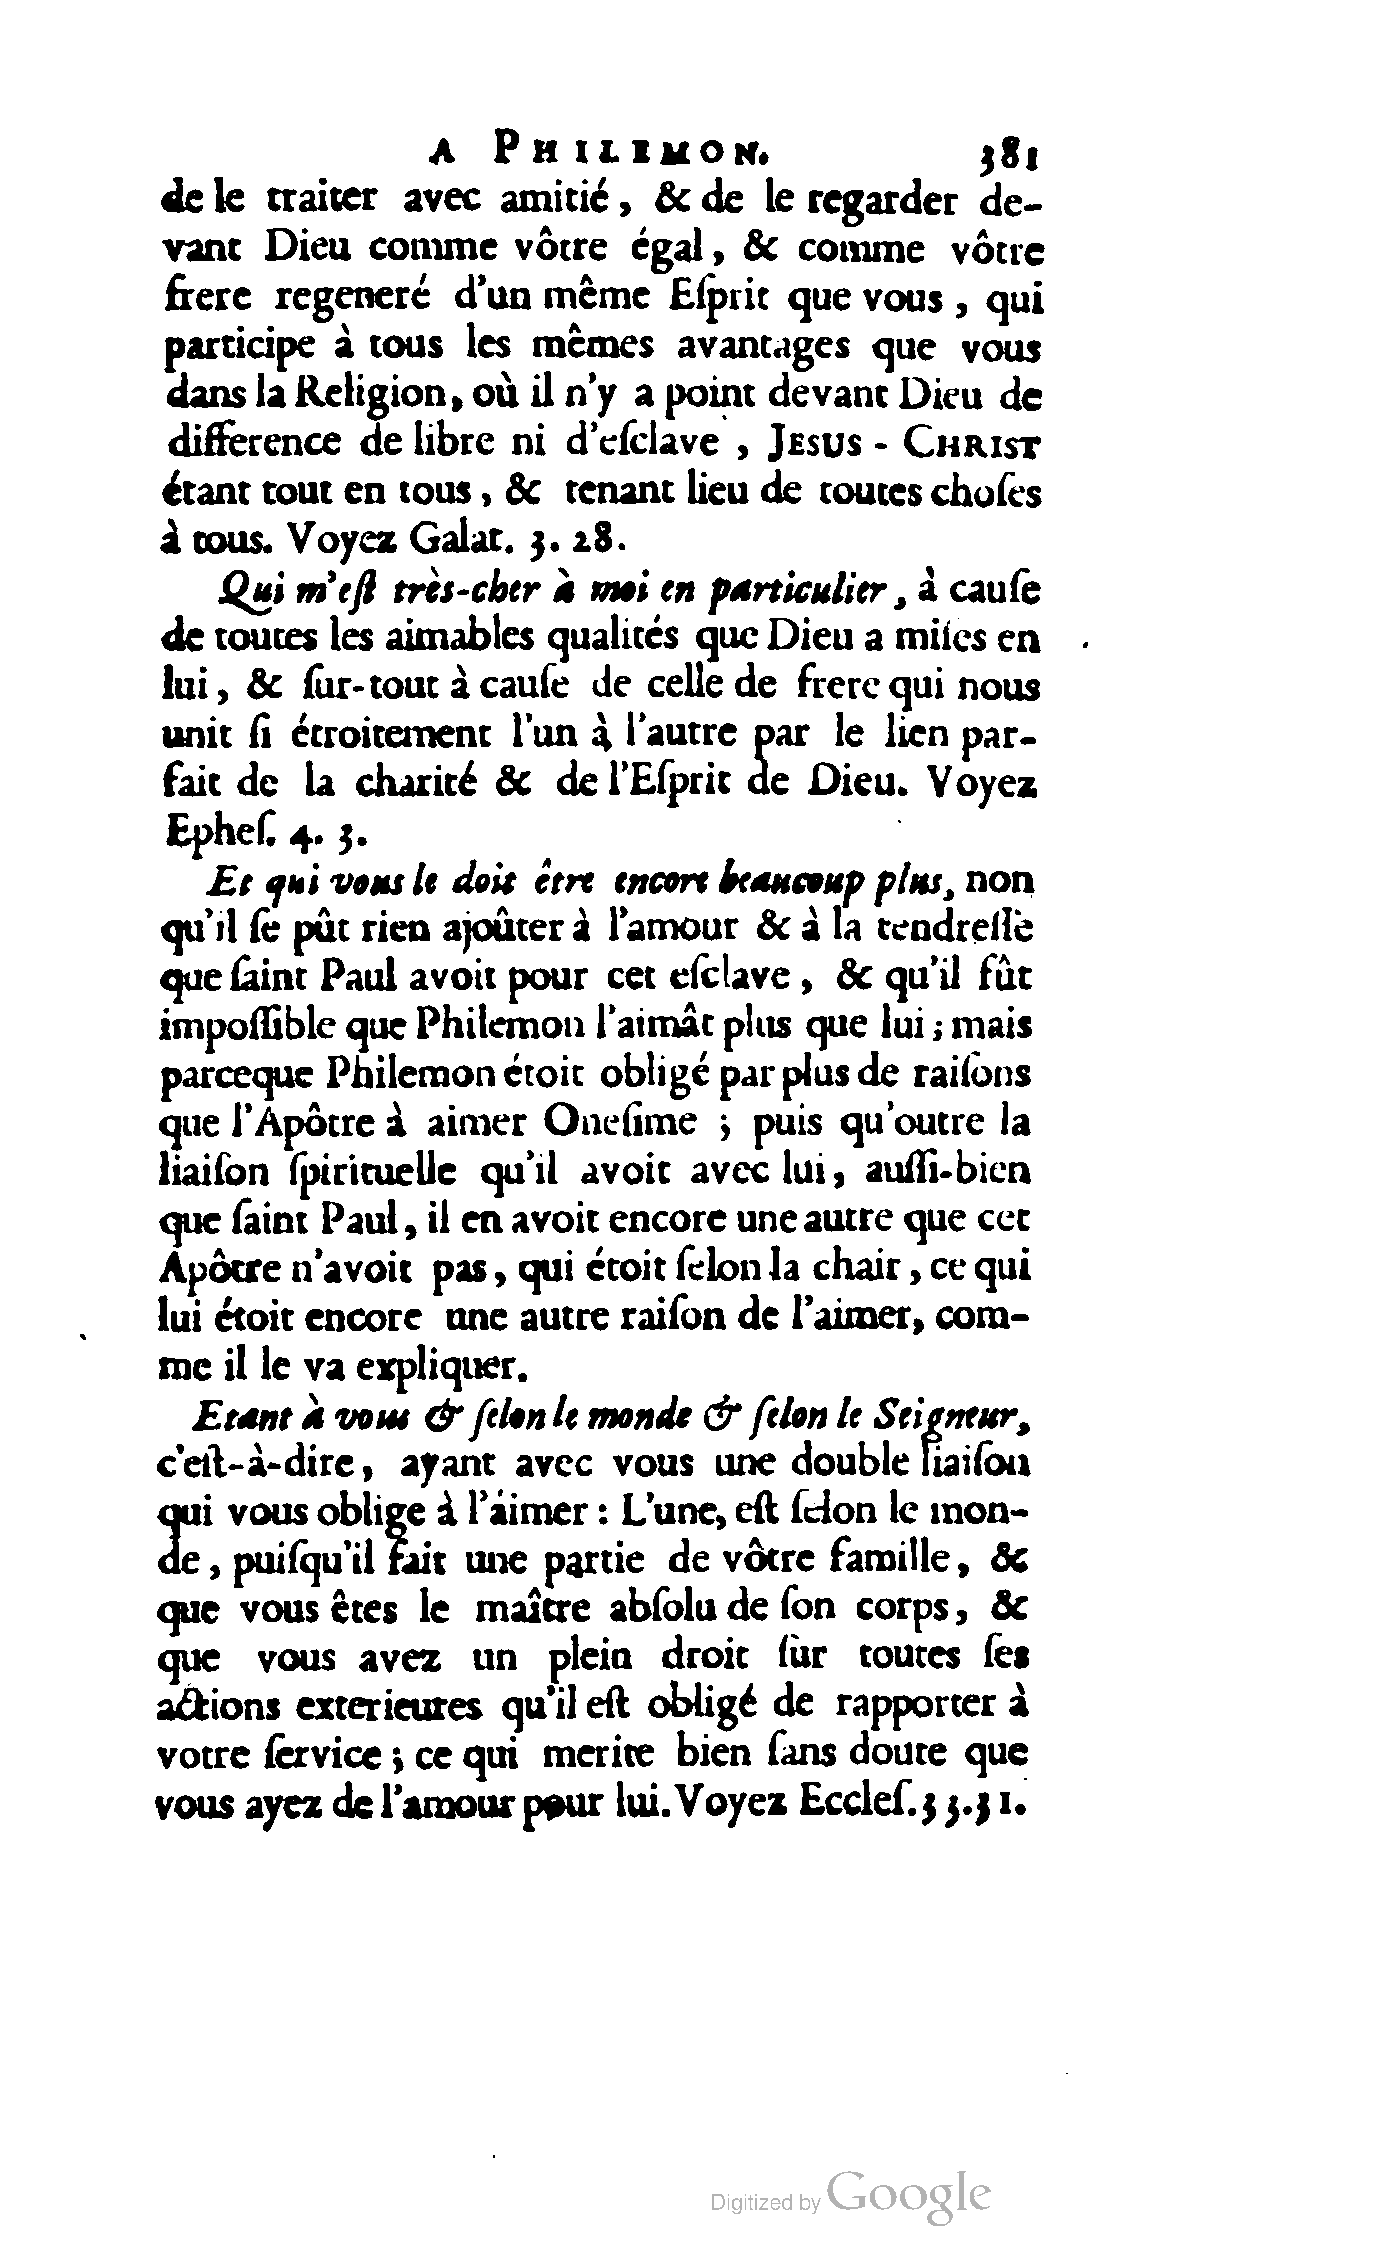 A PHILEMON. 381
de le traiter avec amitié, & de le regarder de-
vant Dieu comme vôtre égal, & comme vôtre
frere regeneré d'un même Eſprit que vous, qui
participe à tous les mêmes avantages que vous
dans la Religion, où il n'y a point devant Dieu de
difference de libre ni d'eſclave, JESUS-CHRIST
étant tout en tous, & tenant lieu de toutes choſes
à tous. Voyez Galat. 3. 28.
Qui m'eſt très-cher à moi en particulier, à cauſe
de toutes les aimables qualités que Dieu a miſes en
lui, & ſur-tout à cauſe de celle de frere qui nous
unit ſi étroitement l'un à l'autre par le lien par-
fait de la charité & de l'Eſprit de Dieu. Voyez
Epheſ. 4. 3.
Et qui vous le doit être encore beaucoup plus, non
qu'il ſe pût rien ajoûter à l'amour & à la tendreſſe
que ſaint Paul avoit pour cet eſclave, & qu'il fût
impoſſible que Philemon l'aimât plus que lui; mais
parceque Philemon étoit obligé par plus de raiſons
que l'Apôtre à aimer Oneſime; puis qu'outre la
liaiſon ſpirituelle qu'il avoit avec lui, auſſi-bien
que ſaint Paul, il en avoit encore une autre que cet
Apôtre n'avoit pas, qui étoit ſelon la chair, ce qui
lui étoit encore une autre raiſon de l'aimer, com-
me il le va expliquer.
Etant à vous & ſelon le monde & ſelon le Seigneur,
c'eſt-à-dire, ayant avec vous une double liaiſon
qui vous oblige à l'aimer: L'une, eſt ſelon le mon-
de, puiſqu'il fait une partie de vôtre famille, &
que vous êtes le maître abſolu de ſon corps, &
que vous avez un plein droit ſur toutes ſes
actions exterieures qu'il eſt obligé de rapporter à
votre ſervice; ce qui merite bien ſans doute que
vous ayez de l'amour pour lui. Voyez Eccleſ. 33. 31.
Digitized by Google